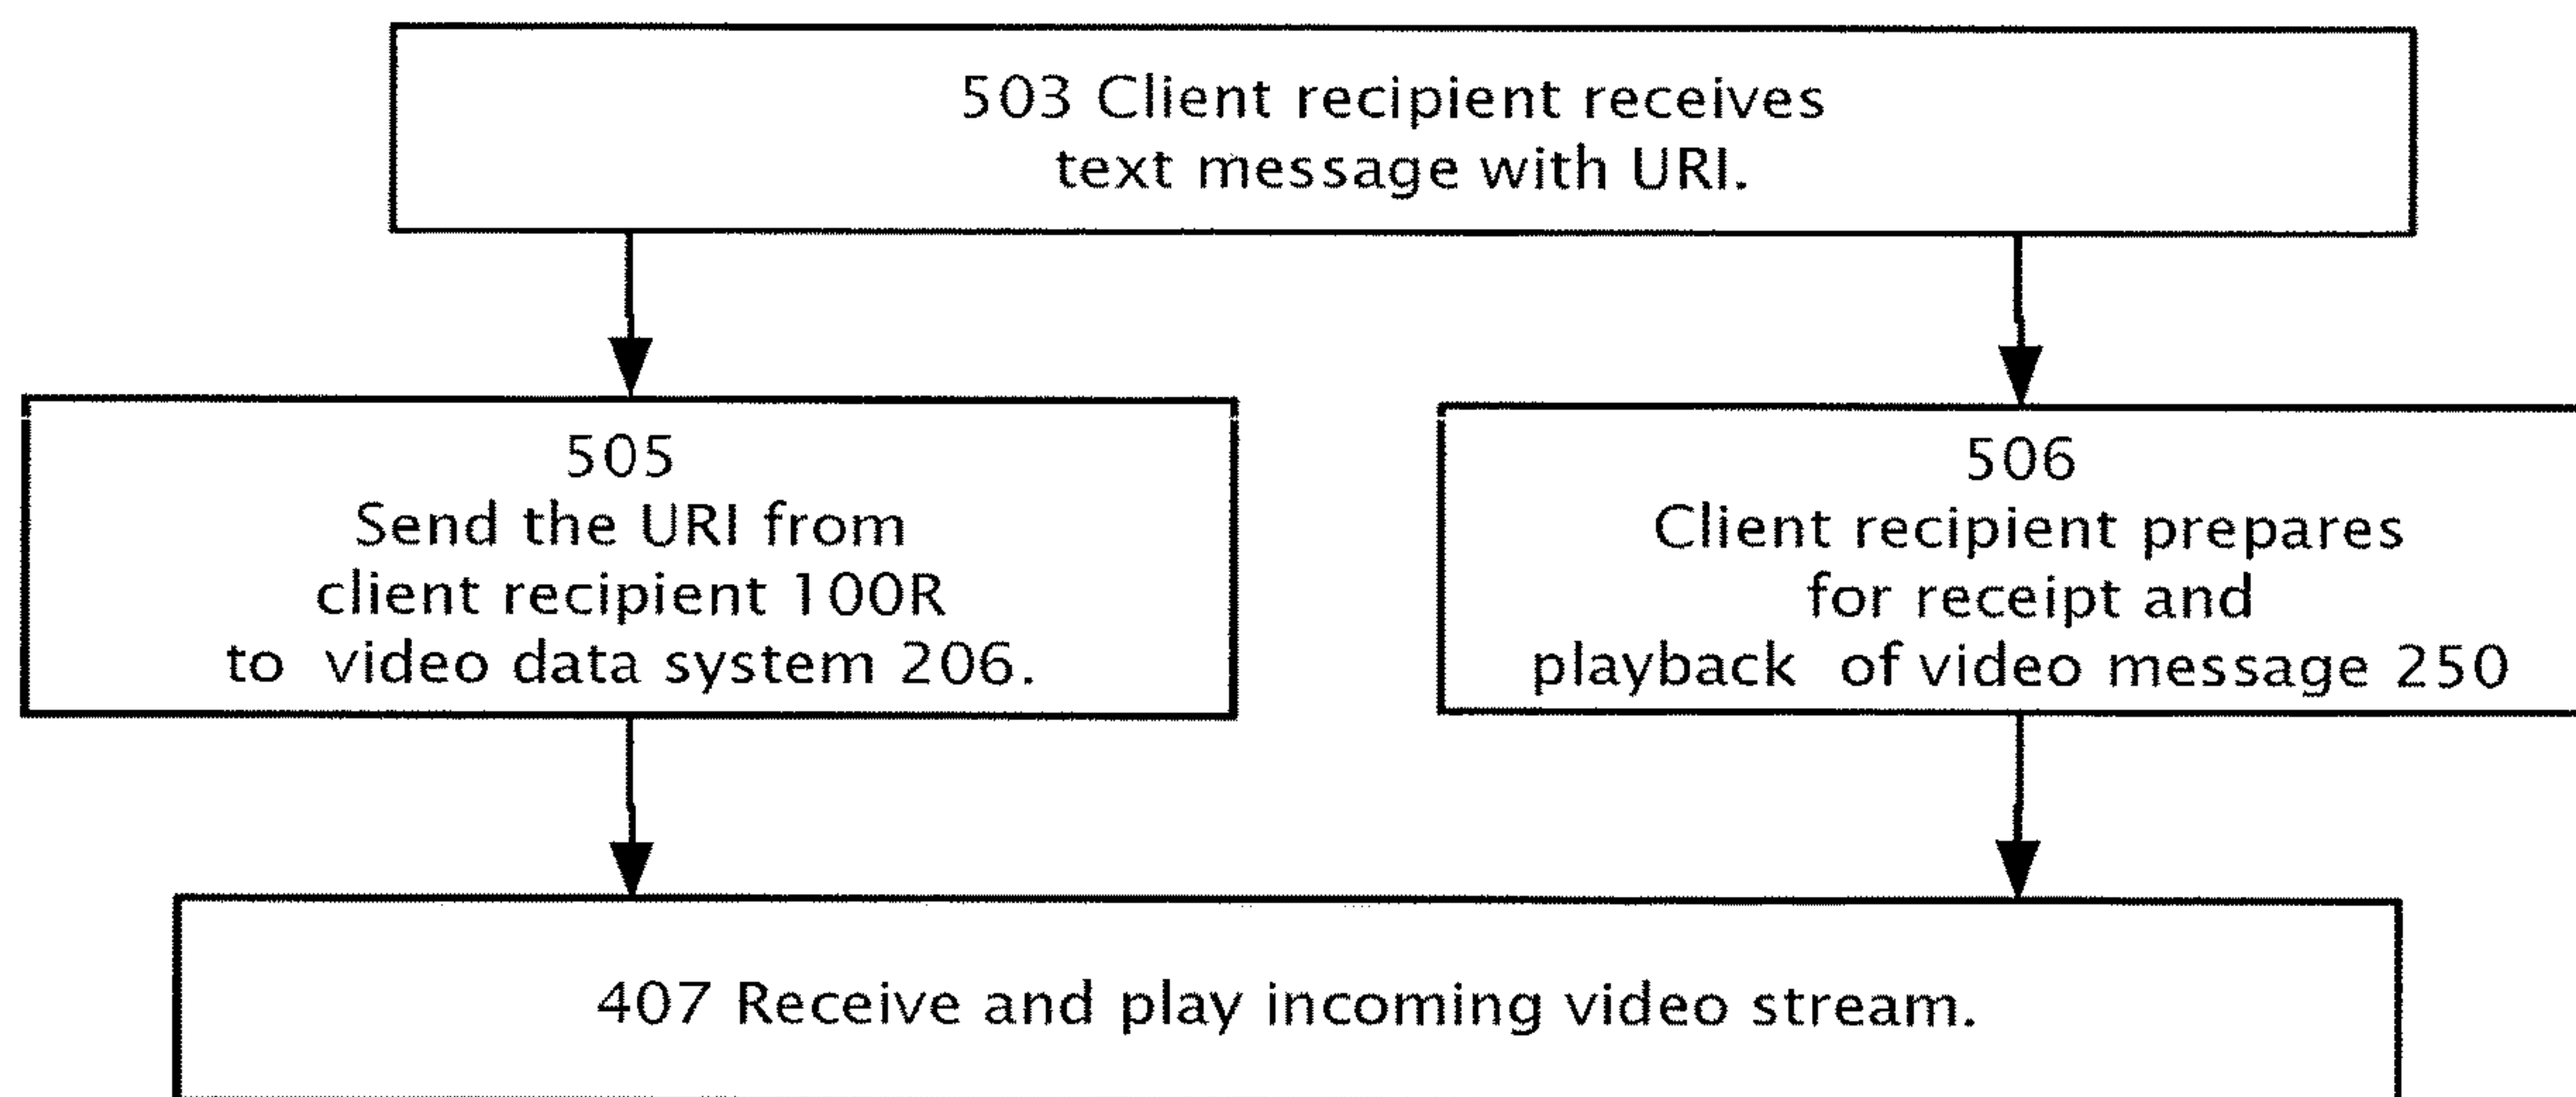 503 Client recipient receives
text message with URI.
505
Send the URI from
client recipient 100R
to video data system 206.
506
Client recipient prepares
for receipt and
playback of video message 250
407 Receive and play incoming video stream.